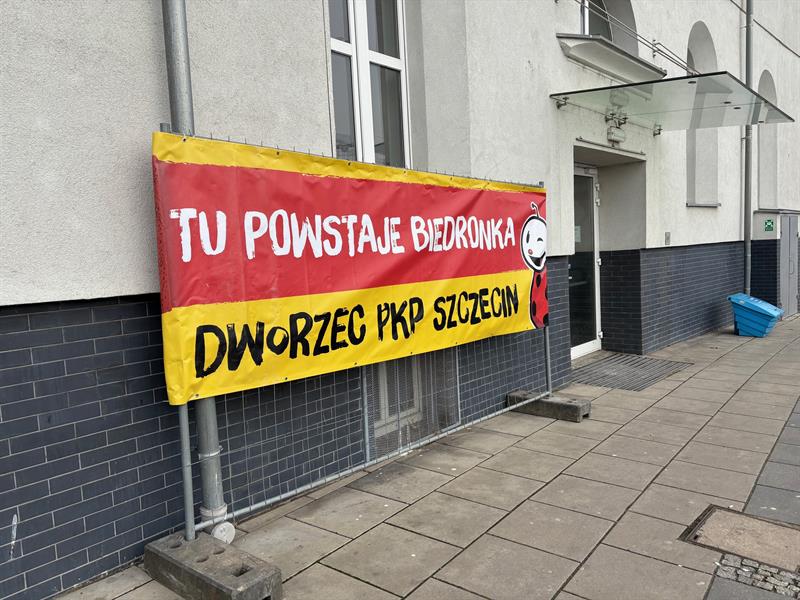 TU POWSTAJE BIEDRONKA
DWORZEC PKP SZCZECIN